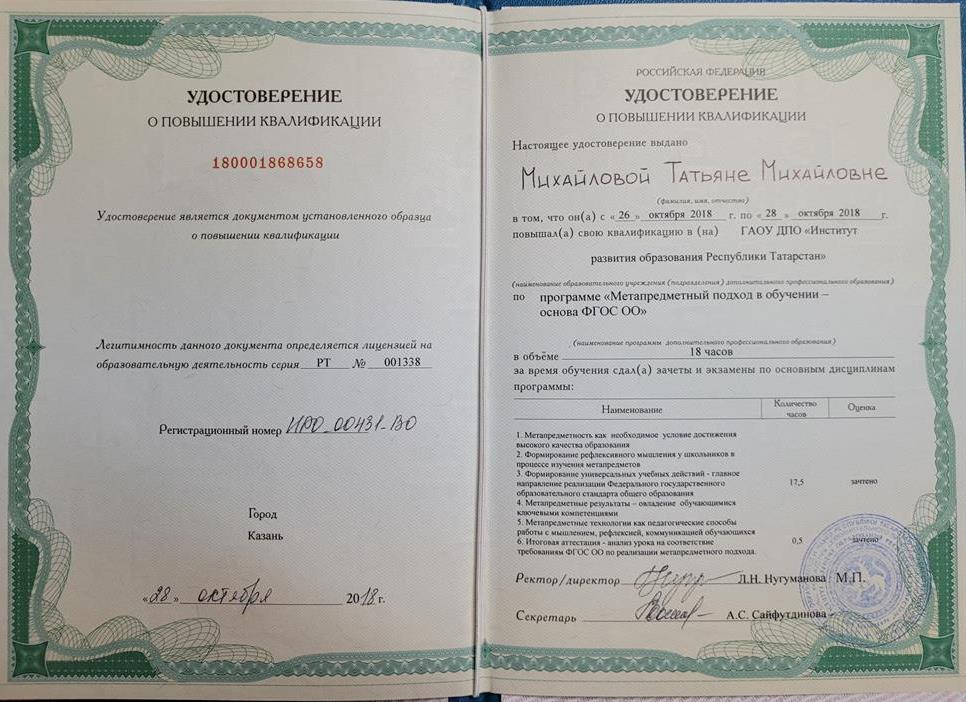 УДОСТОВЕРЕНИЕ
О ПОВЫШЕНИИ КВАЛИФИКАЦИИ
180001868658
Удостоверение является документом установленного образца
о повышении квалификации
Легитимность данного документа определяется лицензией на
образовательную деятельность серия РТ № 001338
Регистрационный номер ИРО_00431_ВО
Город
Казань
«28» октября 2018 г.
РОССИЙСКАЯ ФЕДЕРАЦИЯ
УДОСТОВЕРЕНИЕ
О ПОВЫШЕНИИ КВАЛИФИКАЦИИ
Настоящее удостоверение выдано
Михайловой Татьяне Михайловне
(фамилия, имя, отчество)
в том, что он(а) с «26» октября 2018 г. по «28» октября 2018 г.
повышал(а) свою квалификацию в (на) ГАОУ ДПО «Институт
развития образования Республики Татарстан»
(наименование образовательного учреждения (подразделения) дополнительного профессионального образования)
по программе «Метапредметный подход в обучении –
основа ФГОС ОО»
(наименование программы дополнительного профессионального образования)
в объёме 18 часов
за время обучения сдал(а) зачеты и экзамены по основным дисциплинам
программы:
Наименование Количество часов Оценка
1. Метапредметность как необходимое условие достижения
высокого качества образования
2. Формирование рефлексивного мышления у школьников в
процессе изучения метапредметов
3. Формирование универсальных учебных действий - главное
направление реализации Федерального государственного 17,5 зачтено
образовательного стандарта общего образования
4. Метапредметные результаты – овладение обучающимися
ключевыми компетенциями
5. Метапредметные технологии как педагогические способы
работы с мышлением, рефлексией, коммуникацией обучающихся
6. Итоговая аттестация - анализ урока на соответствие 0,5 зачтено
требованиям ФГОС ОО по реализации метапредметного подхода.
Ректор/директор Л.Н. Нугуманова М.П.
Секретарь А.С. Сайфутдинова